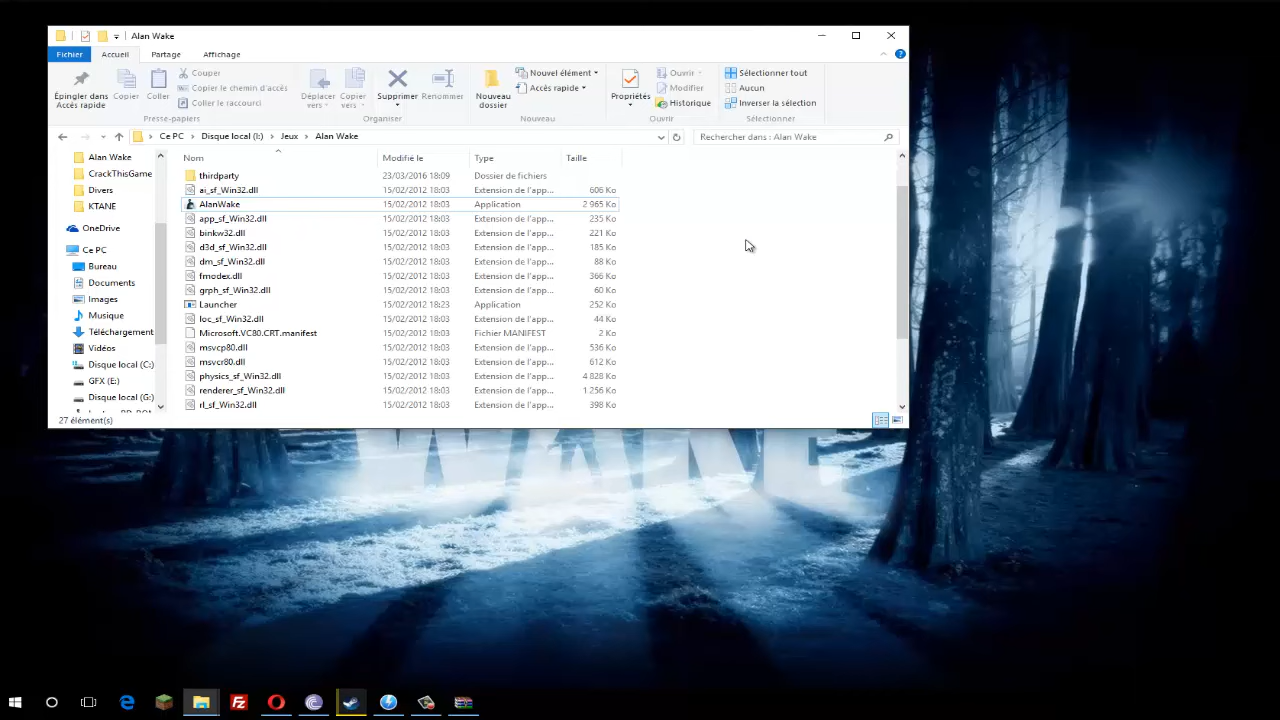 Alan Wake
Fichier Accueil Partage Affichage
Épingler dans Accès rapide
Copier
Coller
Couper
Copier le chemin d'accès
Coller le raccourci
Presse-papiers
Déplacer vers
Copier vers
Supprimer
Renommer
Organiser
Nouveau dossier
Nouvel élément
Accès rapide
Nouveau
Propriétés
Ouvrir
Modifier
Historique
Ouvrir
Sélectionner tout
Aucun
Inverser la sélection
Sélectionner
Ce PC > Disque local (I:) > Jeux > Alan Wake
Rechercher dans : Alan Wake
Alan Wake
CrackThisGame
Divers
KTANE
OneDrive
Ce PC
Bureau
Documents
Images
Musique
Téléchargement
Vidéos
Disque local (C:)
GFX (E:)
Disque local (G:)
Nom Modifié le Type Taille
thirdparty 23/03/2016 18:09 Dossier de fichiers
ai_sf_Win32.dll 15/02/2012 18:03 Extension de l'app... 606 Ko
AlanWake 15/02/2012 18:03 Application 2 965 Ko
app_sf_Win32.dll 15/02/2012 18:03 Extension de l'app... 235 Ko
binkw32.dll 15/02/2012 18:03 Extension de l'app... 221 Ko
d3d_sf_Win32.dll 15/02/2012 18:03 Extension de l'app... 185 Ko
dm_sf_Win32.dll 15/02/2012 18:03 Extension de l'app... 88 Ko
fmodex.dll 15/02/2012 18:03 Extension de l'app... 366 Ko
grph_sf_Win32.dll 15/02/2012 18:03 Extension de l'app... 60 Ko
Launcher 15/02/2012 18:23 Application 252 Ko
loc_sf_Win32.dll 15/02/2012 18:03 Extension de l'app... 44 Ko
Microsoft.VC80.CRT.manifest 15/02/2012 18:03 Fichier MANIFEST 2 Ko
msvcp80.dll 15/02/2012 18:03 Extension de l'app... 536 Ko
msvcr80.dll 15/02/2012 18:03 Extension de l'app... 612 Ko
physics_sf_Win32.dll 15/02/2012 18:03 Extension de l'app... 4 828 Ko
renderer_sf_Win32.dll 15/02/2012 18:03 Extension de l'app... 1 256 Ko
rl_sf_Win32.dll 15/02/2012 18:03 Extension de l'app... 398 Ko
27 élément(s)
WAKE
FZ